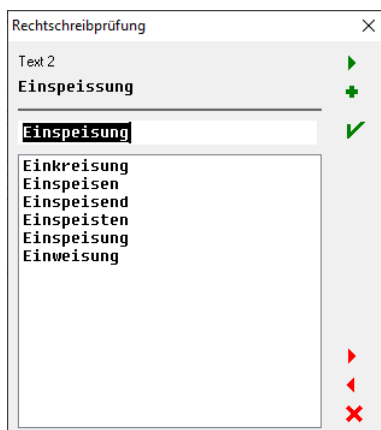 Rechtschreibprüfung
Text 2
Einspeissung
Einspeisung
Einkreisung
Einspeisen
Einspeisend
Einspeisten
Einspeisung
Einweisung